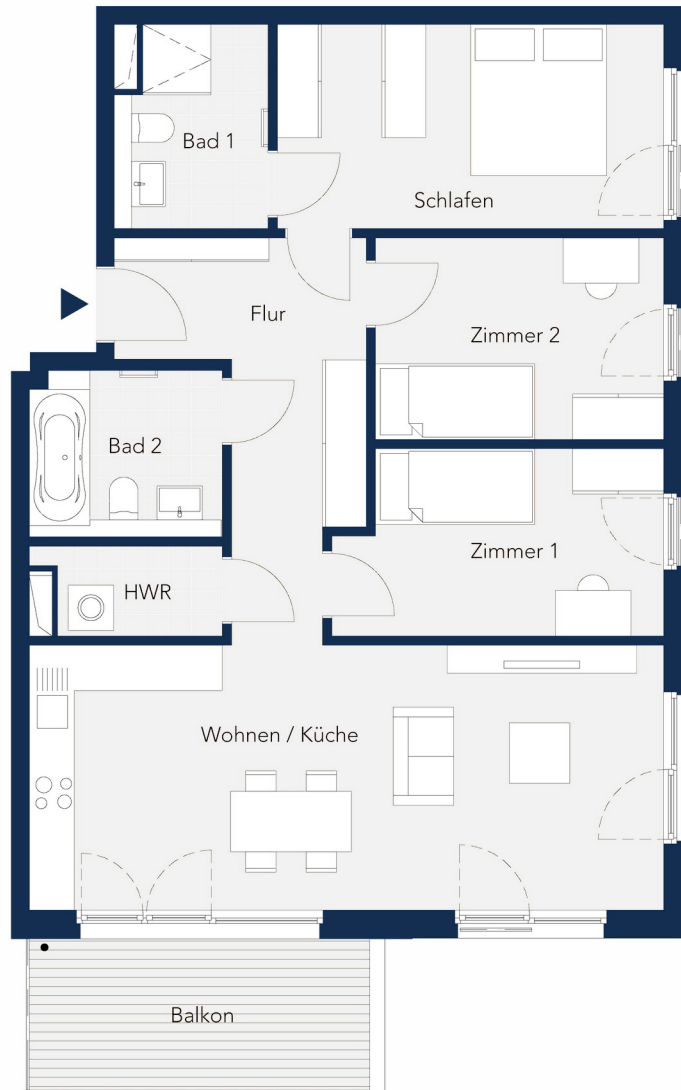 Bad 1
Schlafen
Flur
Zimmer 2
Bad 2
Zimmer 1
HWR
Wohnen / Küche
Balkon